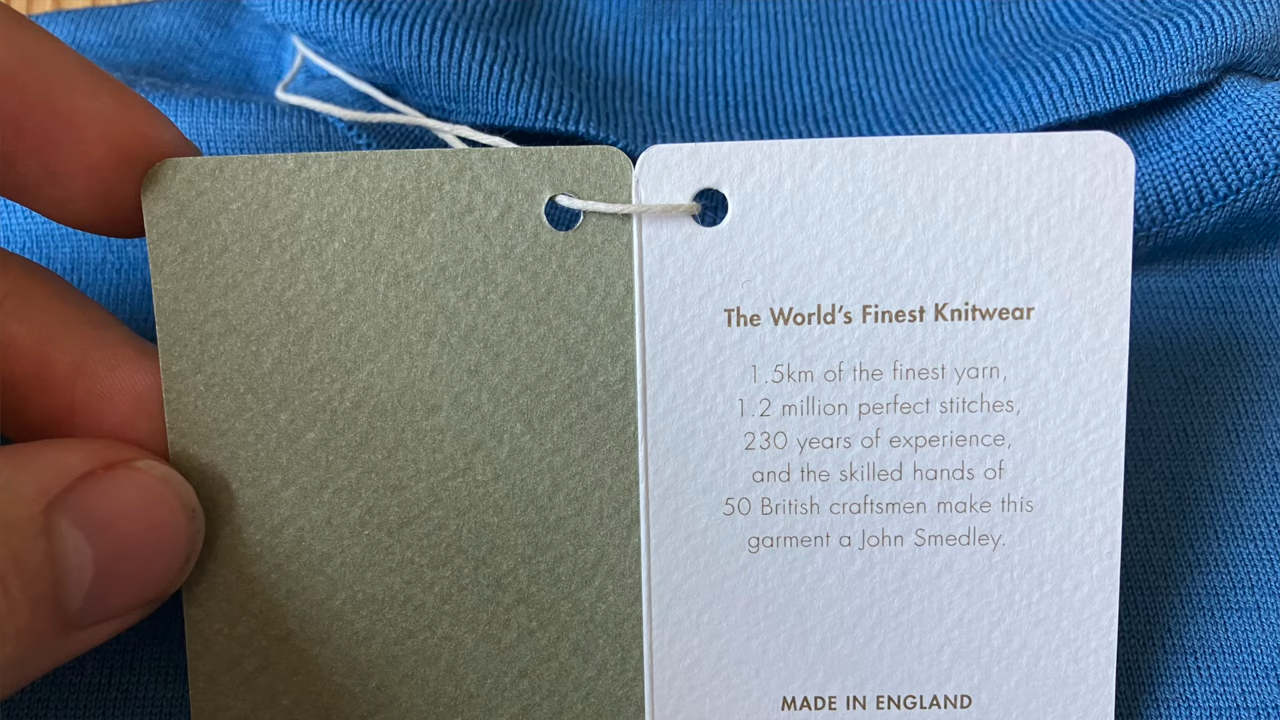 The World's Finest Knitwear
1.5km of the finest yarn,
1.2 million perfect stitches,
230 years of experience,
and the skilled hands of
50 British craftsmen make this
garment a John Smedley.
MADE IN ENGLAND